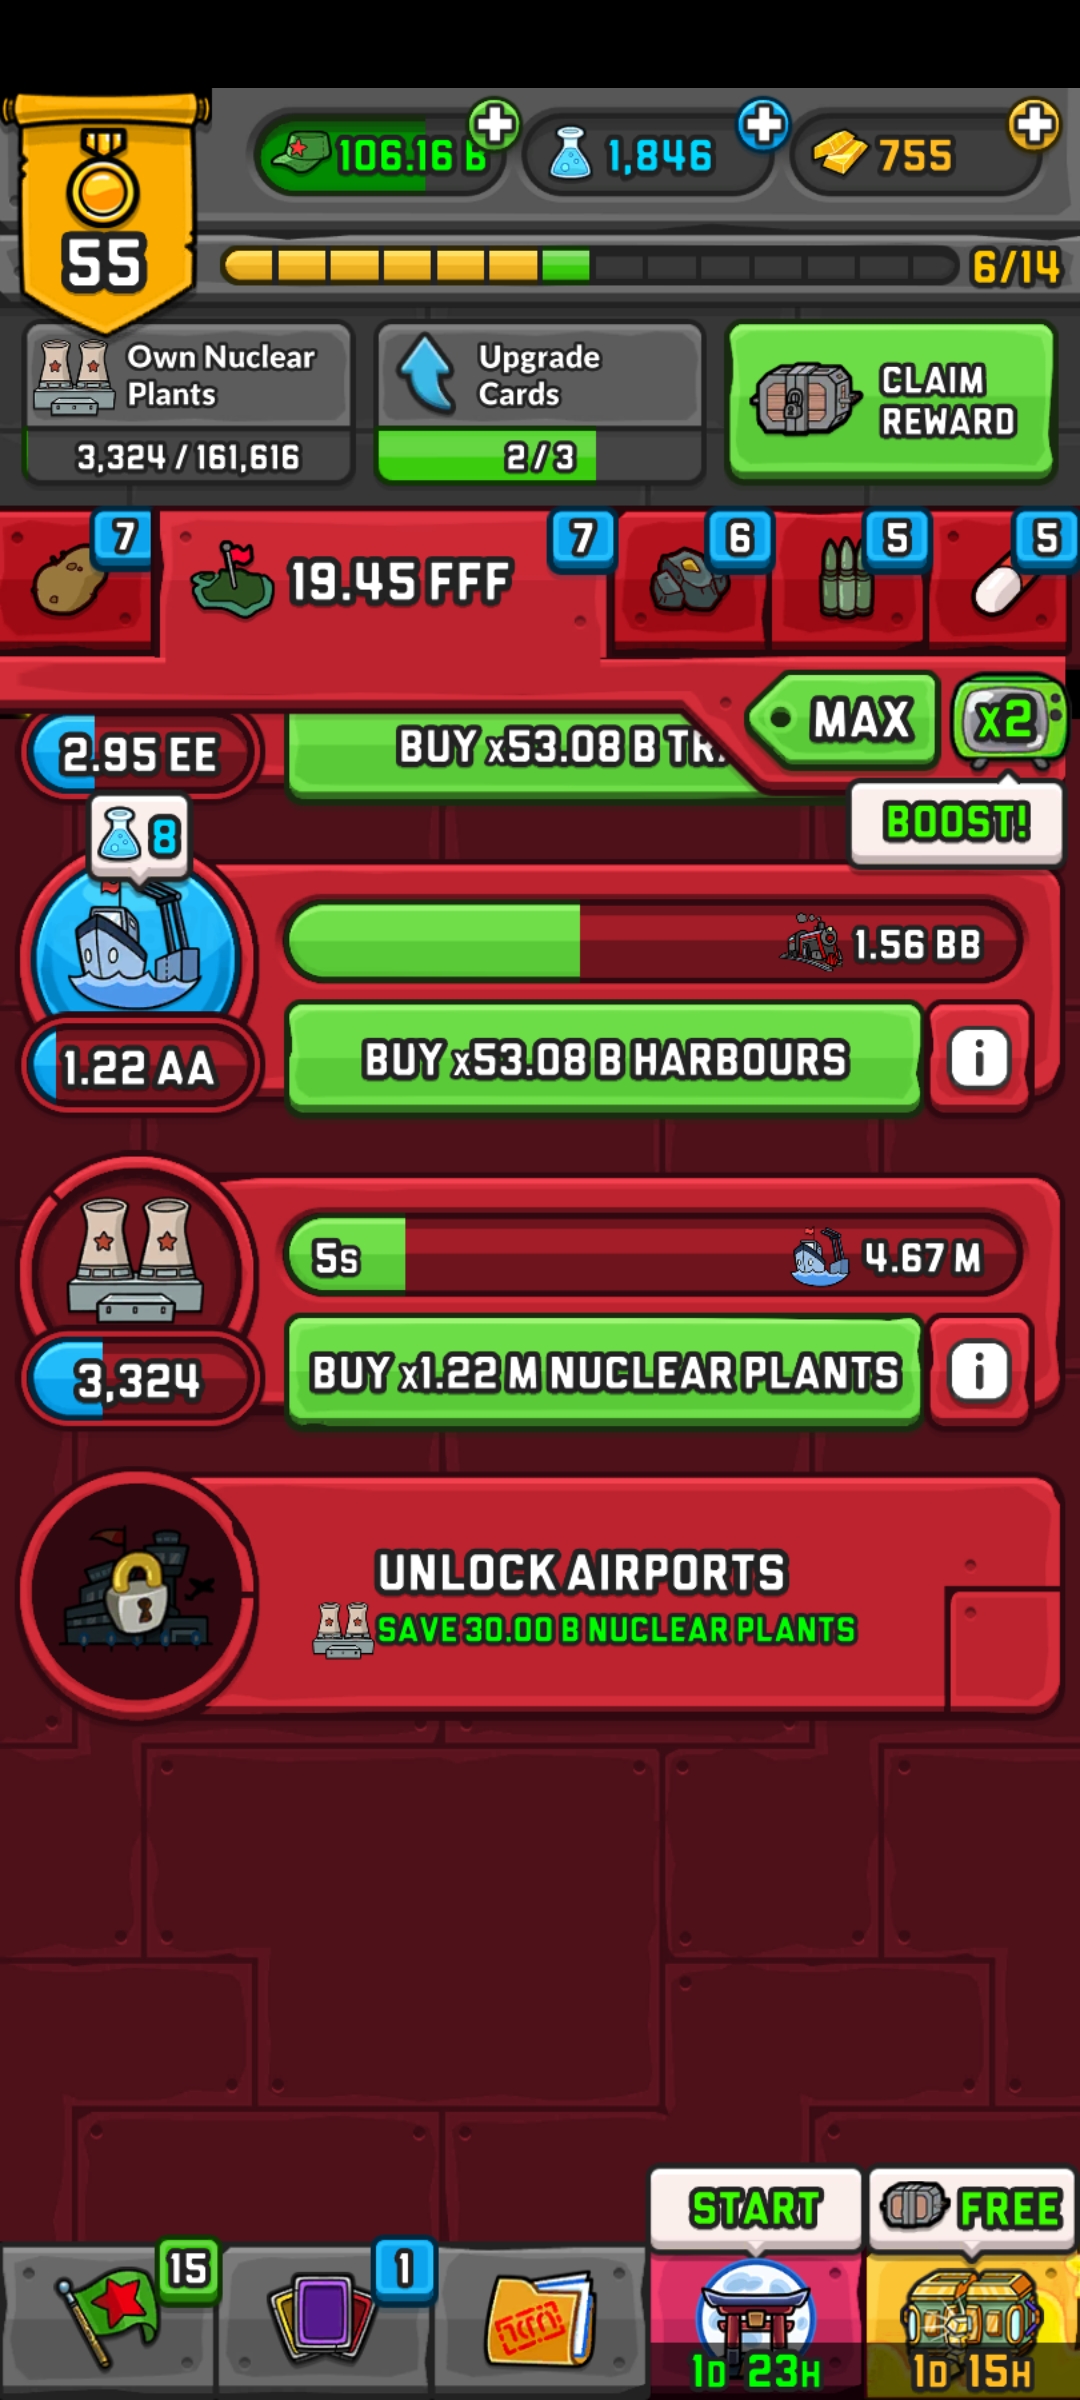 106.16 B
1,846
755
55
6/14
Own Nuclear
Plants
3,324 / 161,616
Upgrade
Cards
2/3
CLAIM
REWARD
7
19.45 FFF
7
6
5
5
MAX
x2
2.95 EE
BUY x53.08 B
BOOST!
8
1.56 BB
1.22 AA
BUY x53.08 B HARBOURS
i
5s
4.67 M
3,324
BUY x1.22 M NUCLEAR PLANTS
i
UNLOCK AIRPORTS
SAVE 30.00 B NUCLEAR PLANTS
START
FREE
15
1
1D 23H
1D 15H